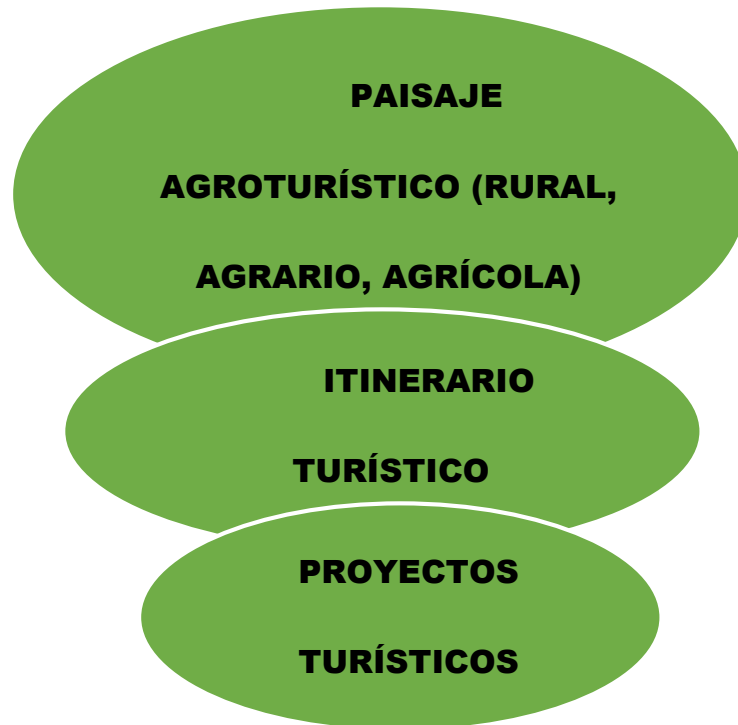 PAISAJE
AGROTURÍSTICO (RURAL,
AGRARIO, AGRÍCOLA)
ITINERARIO
TURÍSTICO
PROYECTOS
TURÍSTICOS